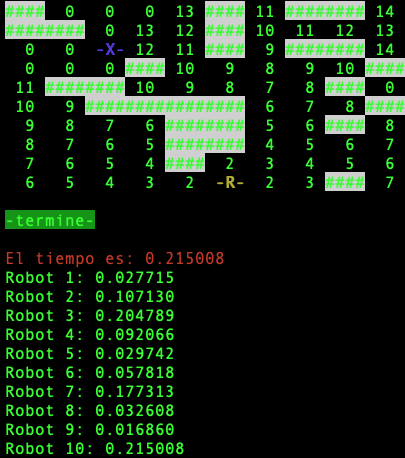 #### 0 0 0 13 #### 11 ######## 14
######## 0 13 12 #### 10 11 12 13
0 0 -X- 12 11 #### 9 ######## 14
0 0 0 #### 10 9 8 9 10 ####
11 ######## 10 9 8 7 8 #### 0
10 9 ################ 6 7 8 ####
9 8 7 6 ######## 5 6 #### 8
8 7 6 5 ######## 4 5 6 7
7 6 5 4 #### 2 3 4 5 6
6 5 4 3 2 -R- 2 3 #### 7
-termine-
El tiempo es: 0.215008
Robot 1: 0.027715
Robot 2: 0.107130
Robot 3: 0.204789
Robot 4: 0.092066
Robot 5: 0.029742
Robot 6: 0.057818
Robot 7: 0.177313
Robot 8: 0.032608
Robot 9: 0.016860
Robot 10: 0.215008